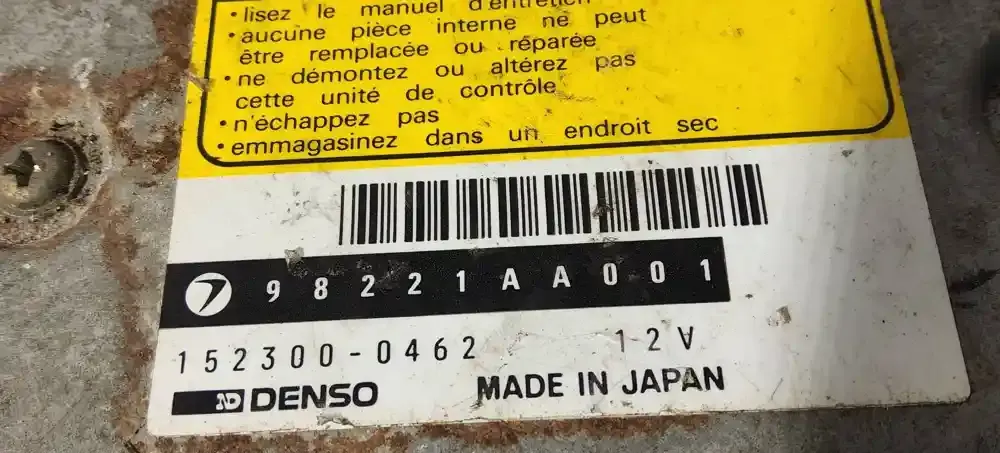 • lisez le manuel d'entretien
• aucune pièce interne ne peut
être remplacée ou réparée
• ne démontez ou altérez pas
cette unité de contrôle
• n'échappez pas
• emmagasinez dans un endroit sec
98221AA001
152300-0462 12V
ND DENSO MADE IN JAPAN